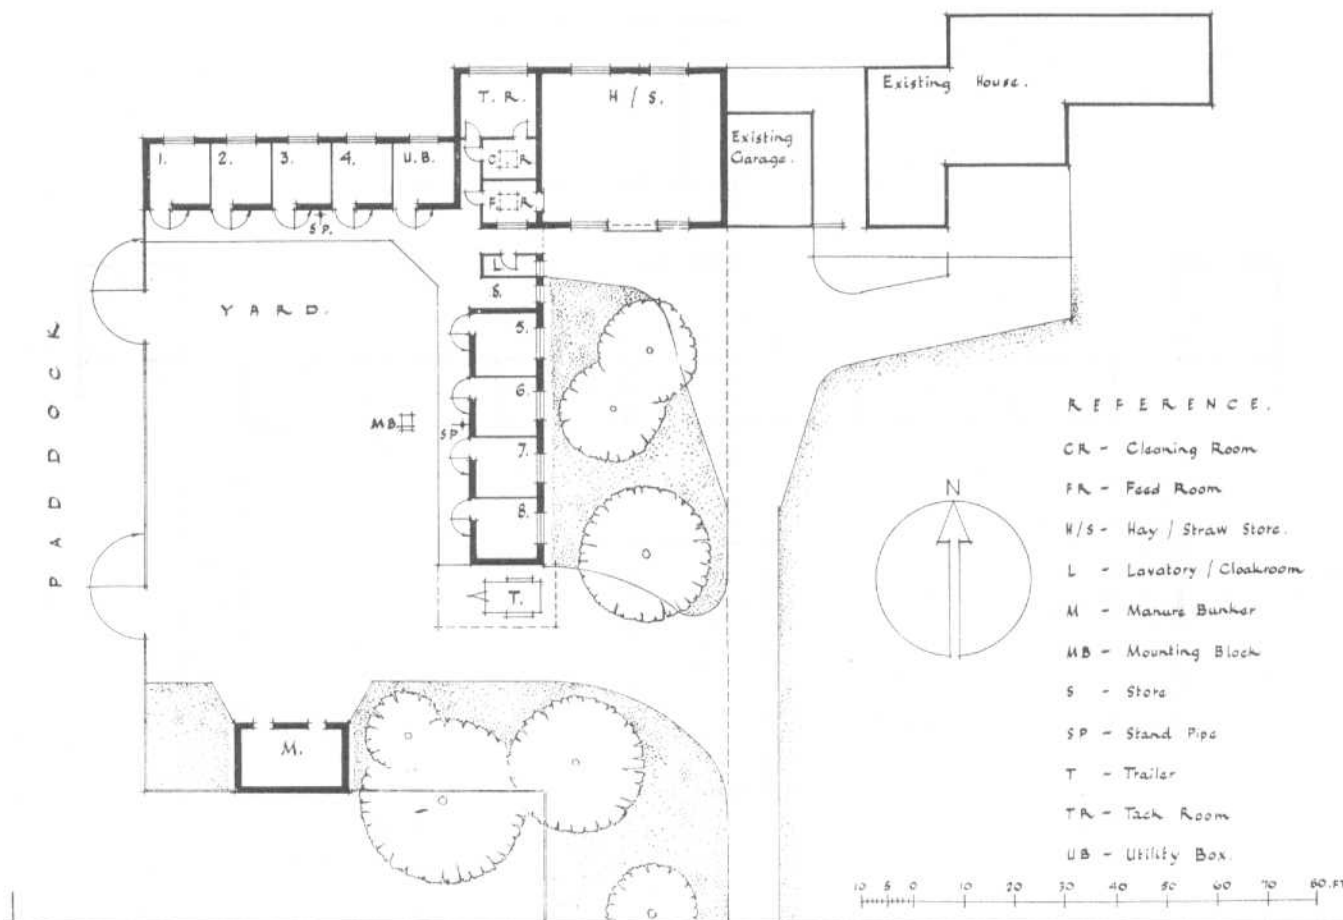 Existing House.
T. R.
H / S.
Existing
Garage.
1.
2.
3.
4.
U.B.
C. R
F. R
SP.
L
S.
YARD.
5.
6.
7.
8.
MB.
SP
PADDOCK
T.
M.
N
REFERENCE.
CR - Cleaning Room
FR - Feed Room
H/S - Hay / Straw Store.
L - Lavatory / Cloakroom
M - Manure Bunker
MB - Mounting Block
S - Store
SP - Stand Pipe
T - Trailer
TR - Tack Room
UB - Utility Box.
10 5 0 10 20 30 40 50 60 70 80.FT